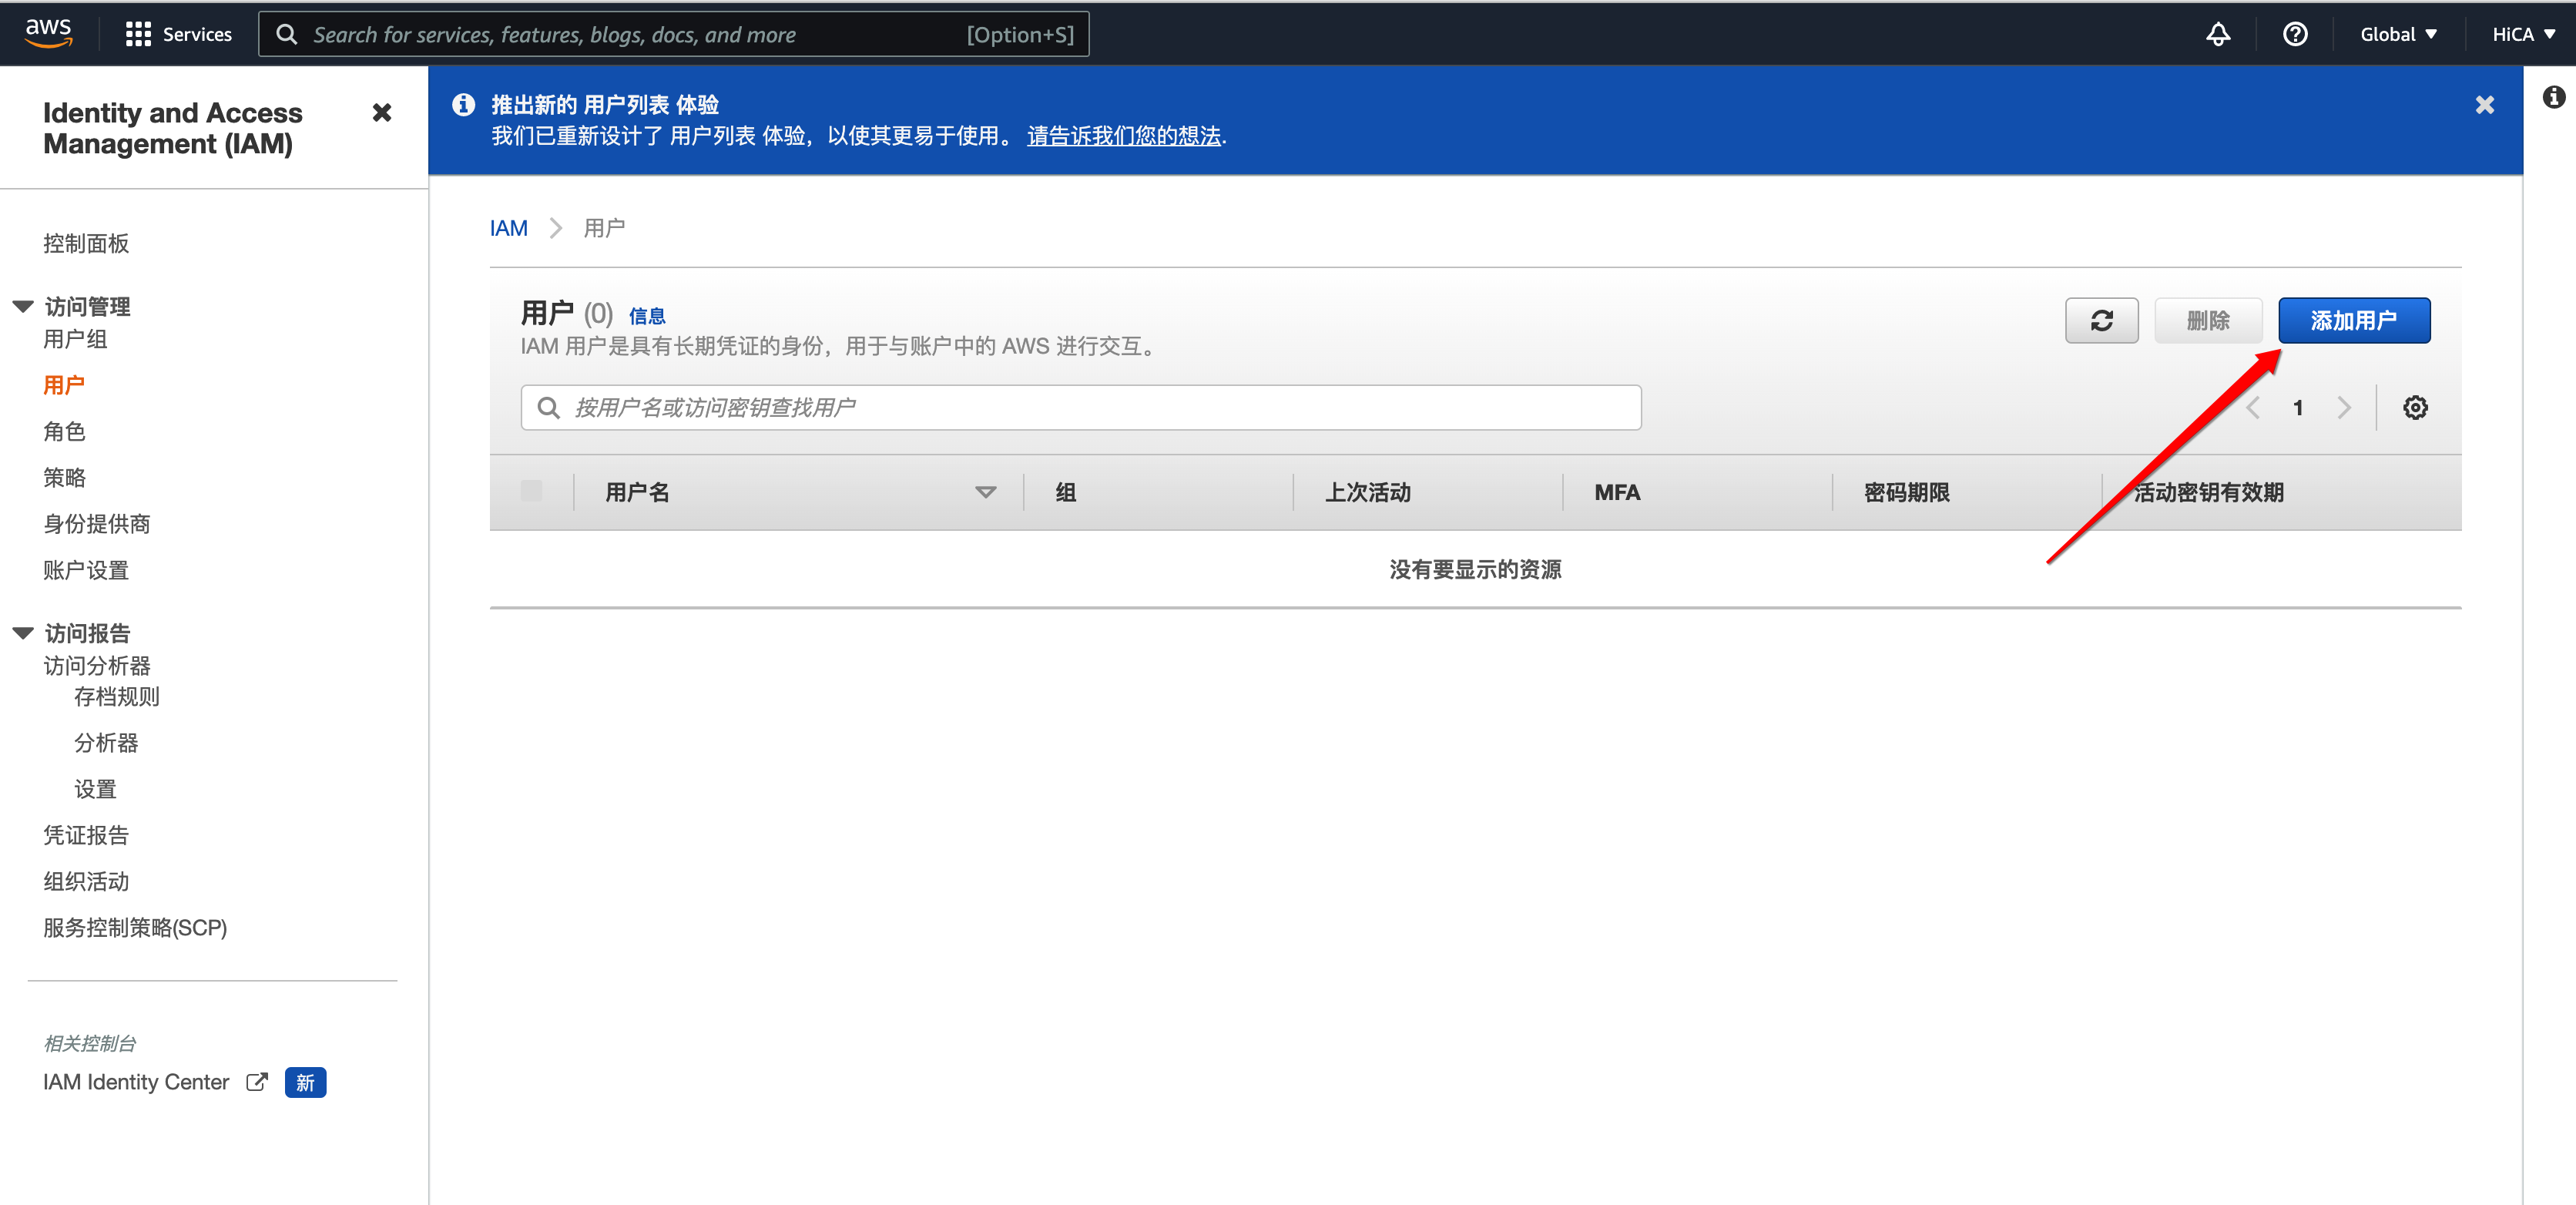 aws
Services
Search for services, features, blogs, docs, and more
[Option+S]
Global
HiCA
Identity and Access
Management (IAM)
控制面板
访问管理
用户组
用户
角色
策略
身份提供商
账户设置
访问报告
访问分析器
存档规则
分析器
设置
凭证报告
组织活动
服务控制策略(SCP)
相关控制台
IAM Identity Center
新
推出新的 用户列表 体验
我们已重新设计了 用户列表 体验，以使其更易于使用。 请告诉我们您的想法.
IAM
用户
用户 (0) 信息
IAM 用户是具有长期凭证的身份，用于与账户中的 AWS 进行交互。
删除
添加用户
按用户名或访问密钥查找用户
1
用户名 组 上次活动 MFA 密码期限 活动密钥有效期
没有要显示的资源